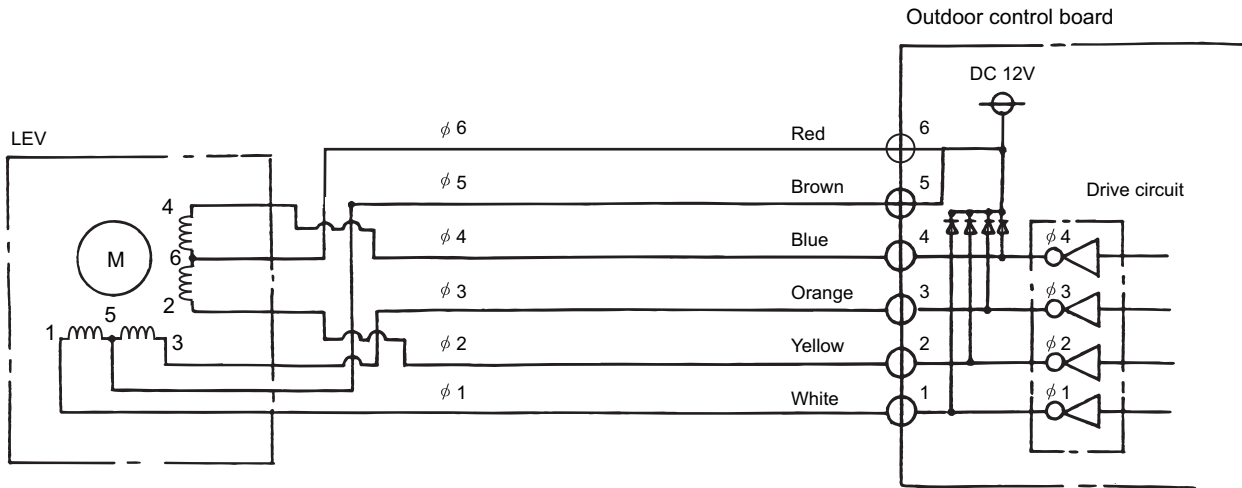 Outdoor control board
DC 12V
LEV
ϕ 6 Red 6
ϕ 5 Brown 5
Drive circuit
4 ϕ 4 Blue 4 ϕ 4
M 6
2 ϕ 3 Orange 3 ϕ 3
1 5 3 ϕ 2 Yellow 2 ϕ 2
ϕ 1 White 1 ϕ 1